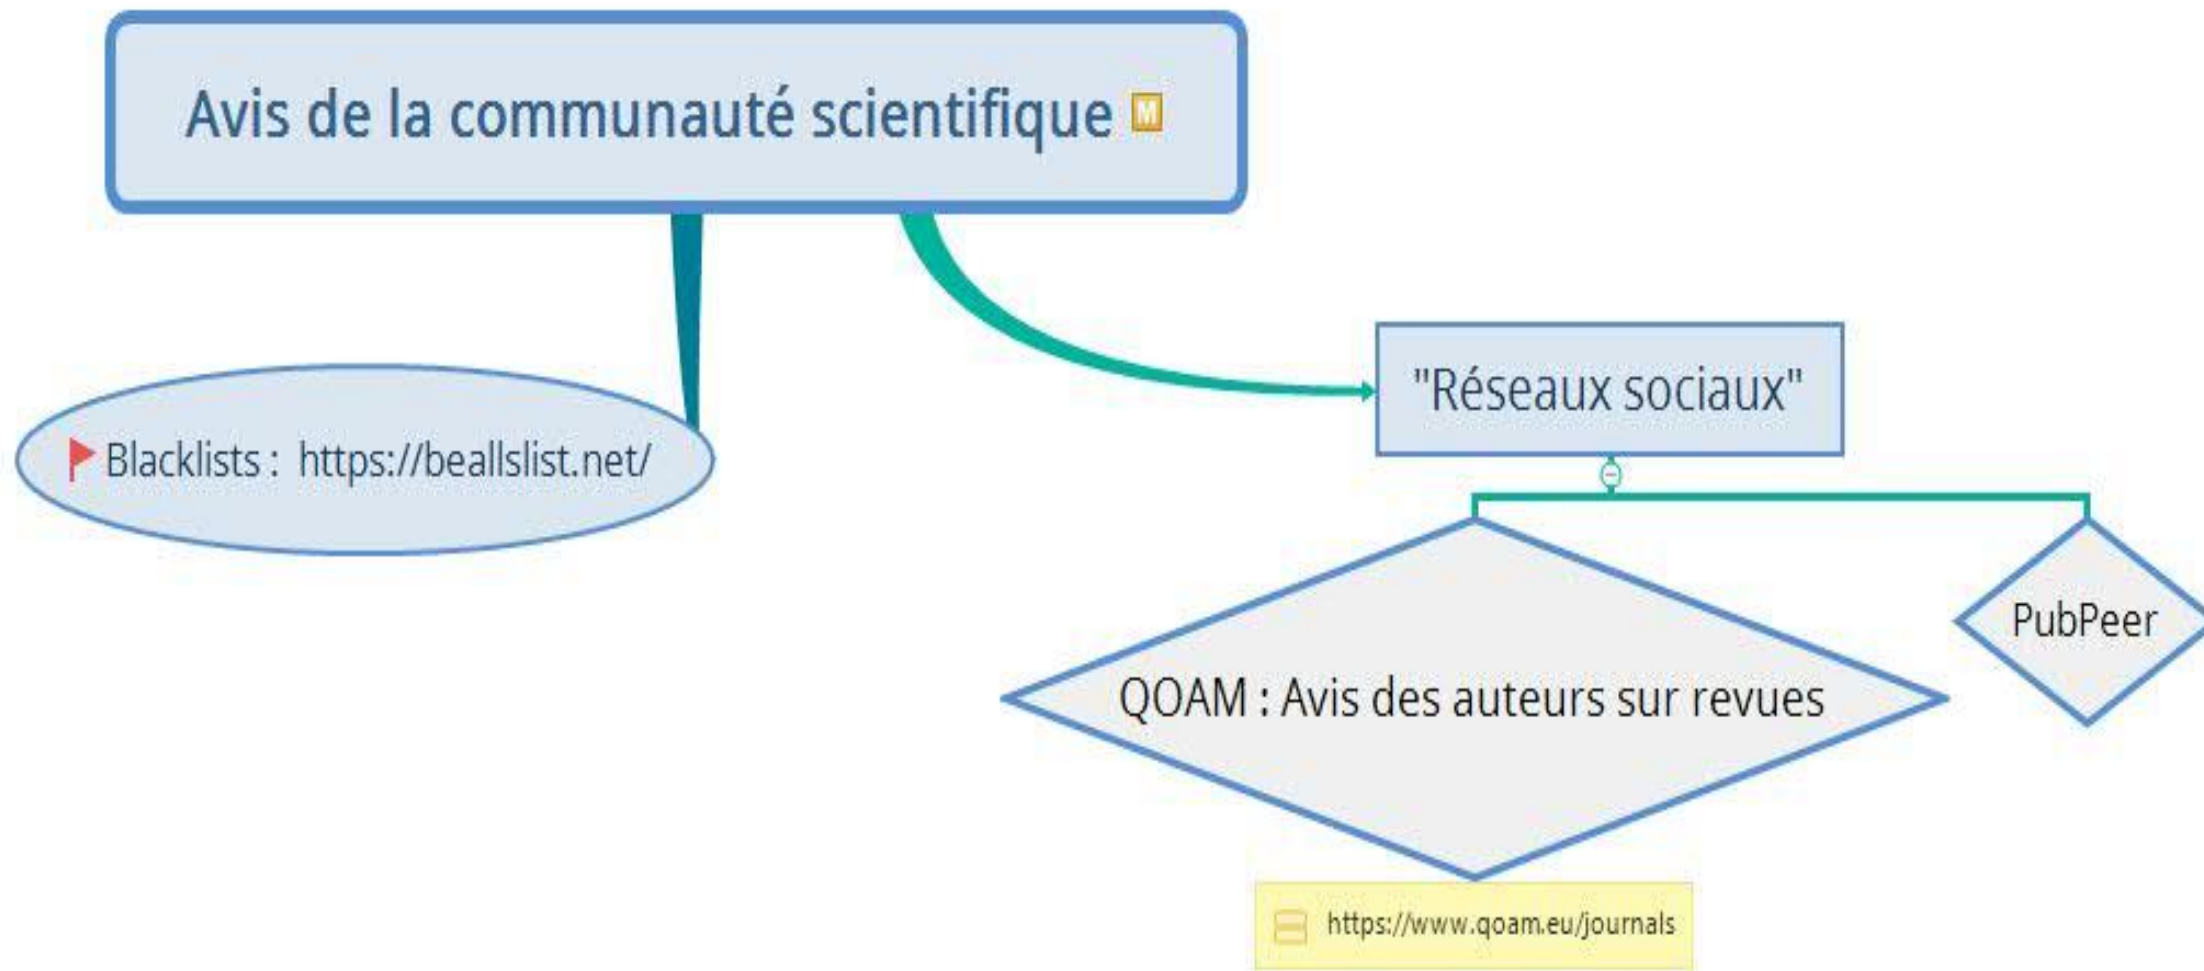 Avis de la communauté scientifique M
Blacklists : https://beallslist.net/
"Réseaux sociaux"
QOAM : Avis des auteurs sur revues
PubPeer
https://www.qoam.eu/journals